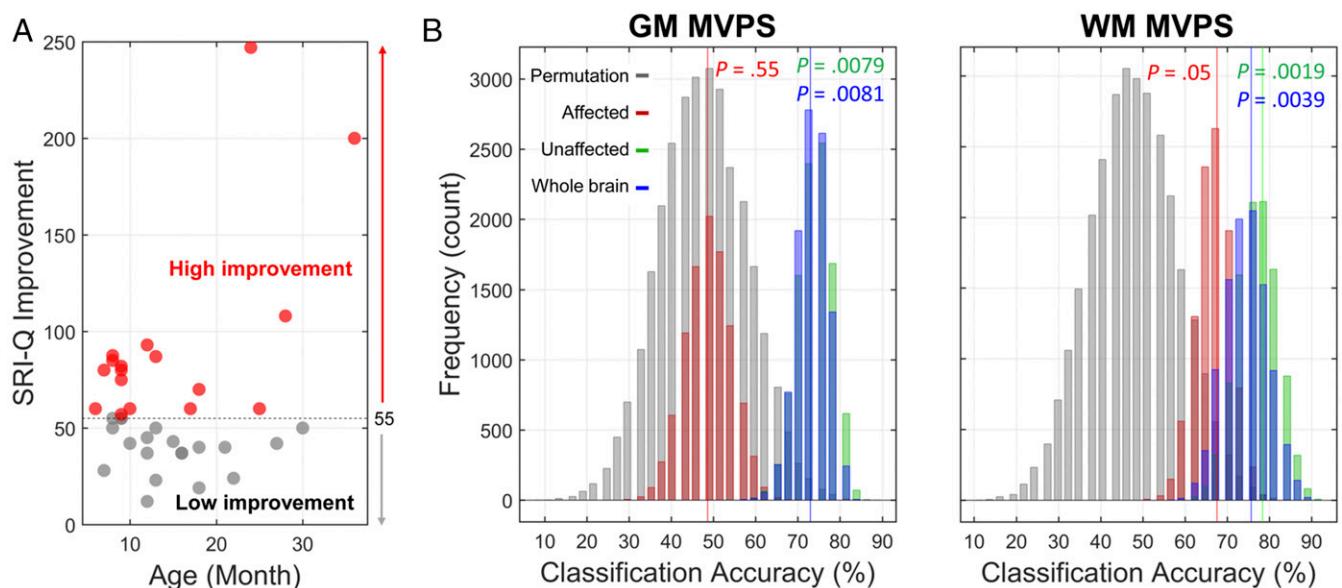 A
SRI-Q Improvement
250
200
150
100
50
0
High improvement
Low improvement
55
10 20 30
Age (Month)
B
GM MVPS
Frequency (count)
3000
2500
2000
1500
1000
500
0
Permutation
Affected
Unaffected
Whole brain
P = .55
P = .0079
P = .0081
10 20 30 40 50 60 70 80 90
Classification Accuracy (%)
WM MVPS
P = .05
P = .0019
P = .0039
10 20 30 40 50 60 70 80 90
Classification Accuracy (%)